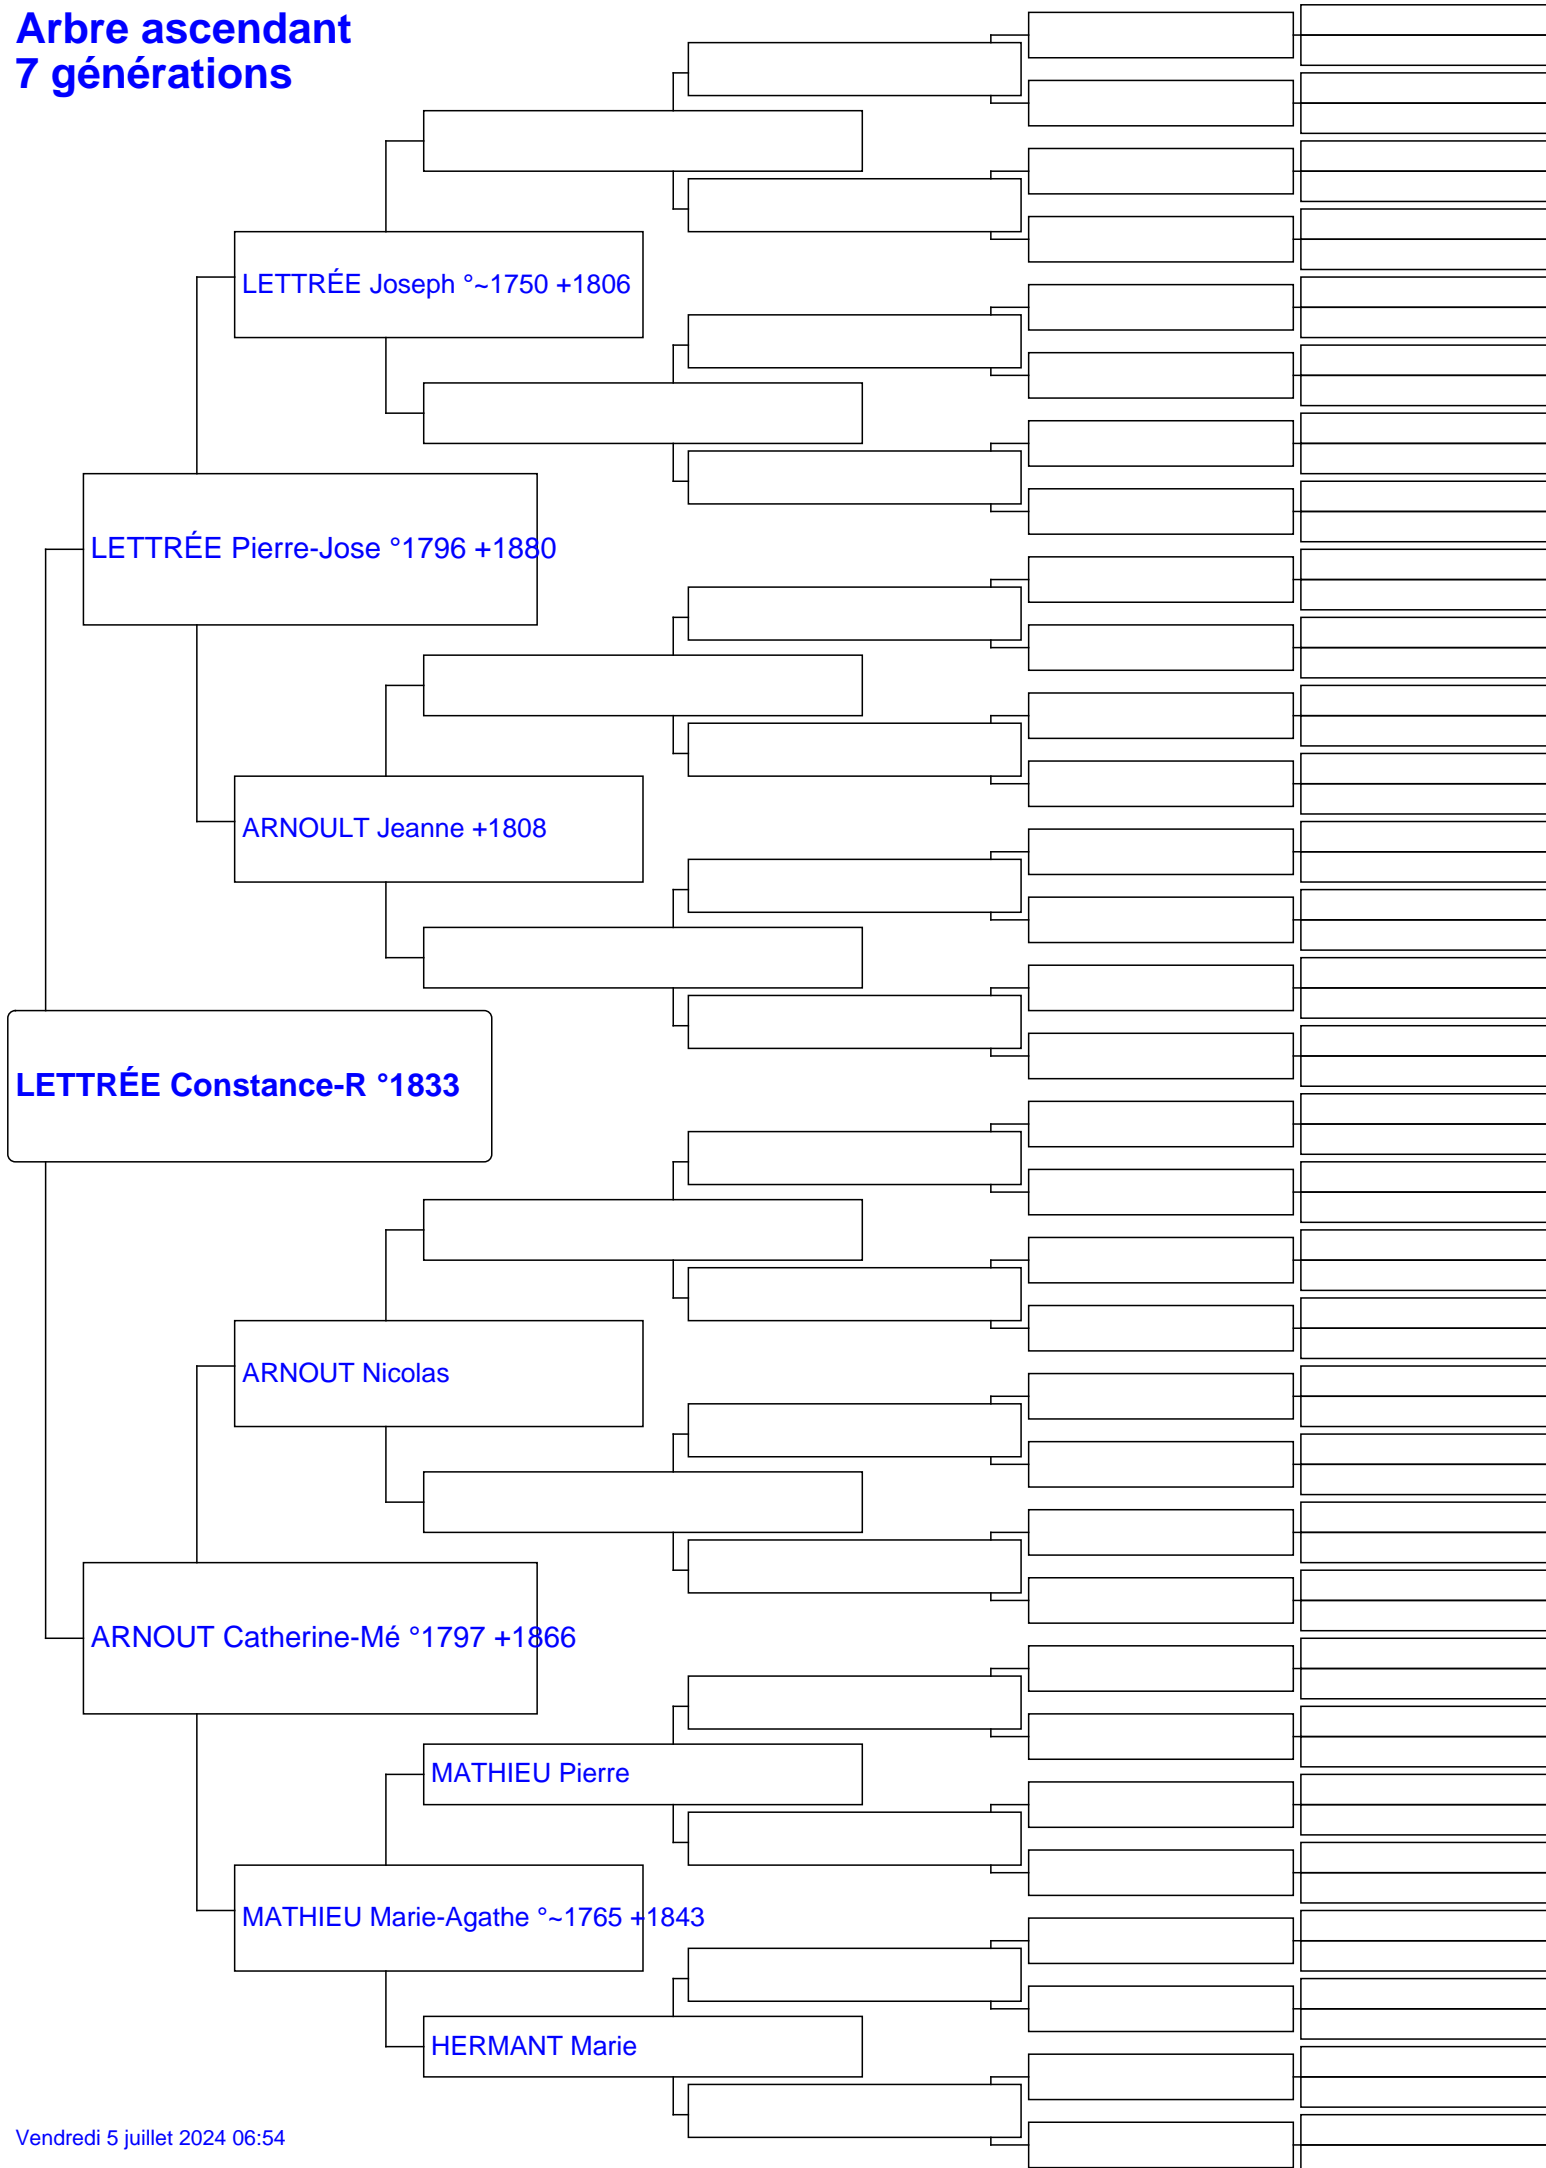 Arbre ascendant
7 générations
LETTRÉE Joseph °~1750 +1806
LETTRÉE Pierre-Jose °1796 +1880
ARNOULT Jeanne +1808
LETTRÉE Constance-R °1833
ARNOUT Nicolas
ARNOUT Catherine-Mé °1797 +1866
MATHIEU Pierre
MATHIEU Marie-Agathe °~1765 +1843
HERMANT Marie
Vendredi 5 juillet 2024 06:54